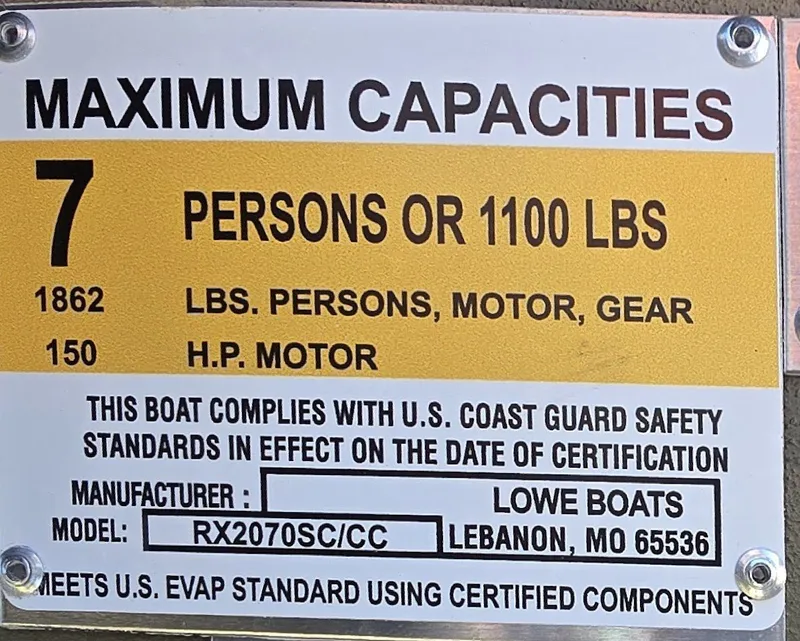 MAXIMUM CAPACITIES
7 PERSONS OR 1100 LBS
1862 LBS. PERSONS, MOTOR, GEAR
150 H.P. MOTOR
THIS BOAT COMPLIES WITH U.S. COAST GUARD SAFETY
STANDARDS IN EFFECT ON THE DATE OF CERTIFICATION
MANUFACTURER : LOWE BOATS
MODEL: RX2070SC/CC LEBANON, MO 65536
MEETS U.S. EVAP STANDARD USING CERTIFIED COMPONENTS